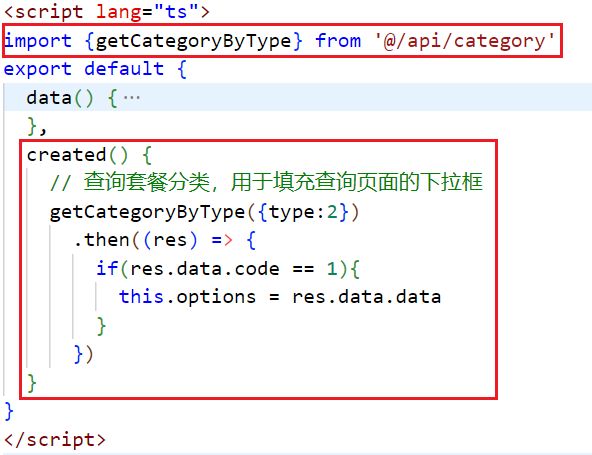 <script lang="ts">
import {getCategoryByType} from '@/api/category'
export default {
  data() {⋯
  },
  created() {
    // 查询套餐分类，用于填充查询页面的下拉框
    getCategoryByType({type:2})
      .then((res) => {
        if(res.data.code == 1){
          this.options = res.data.data
        }
      })
  }
}
</script>